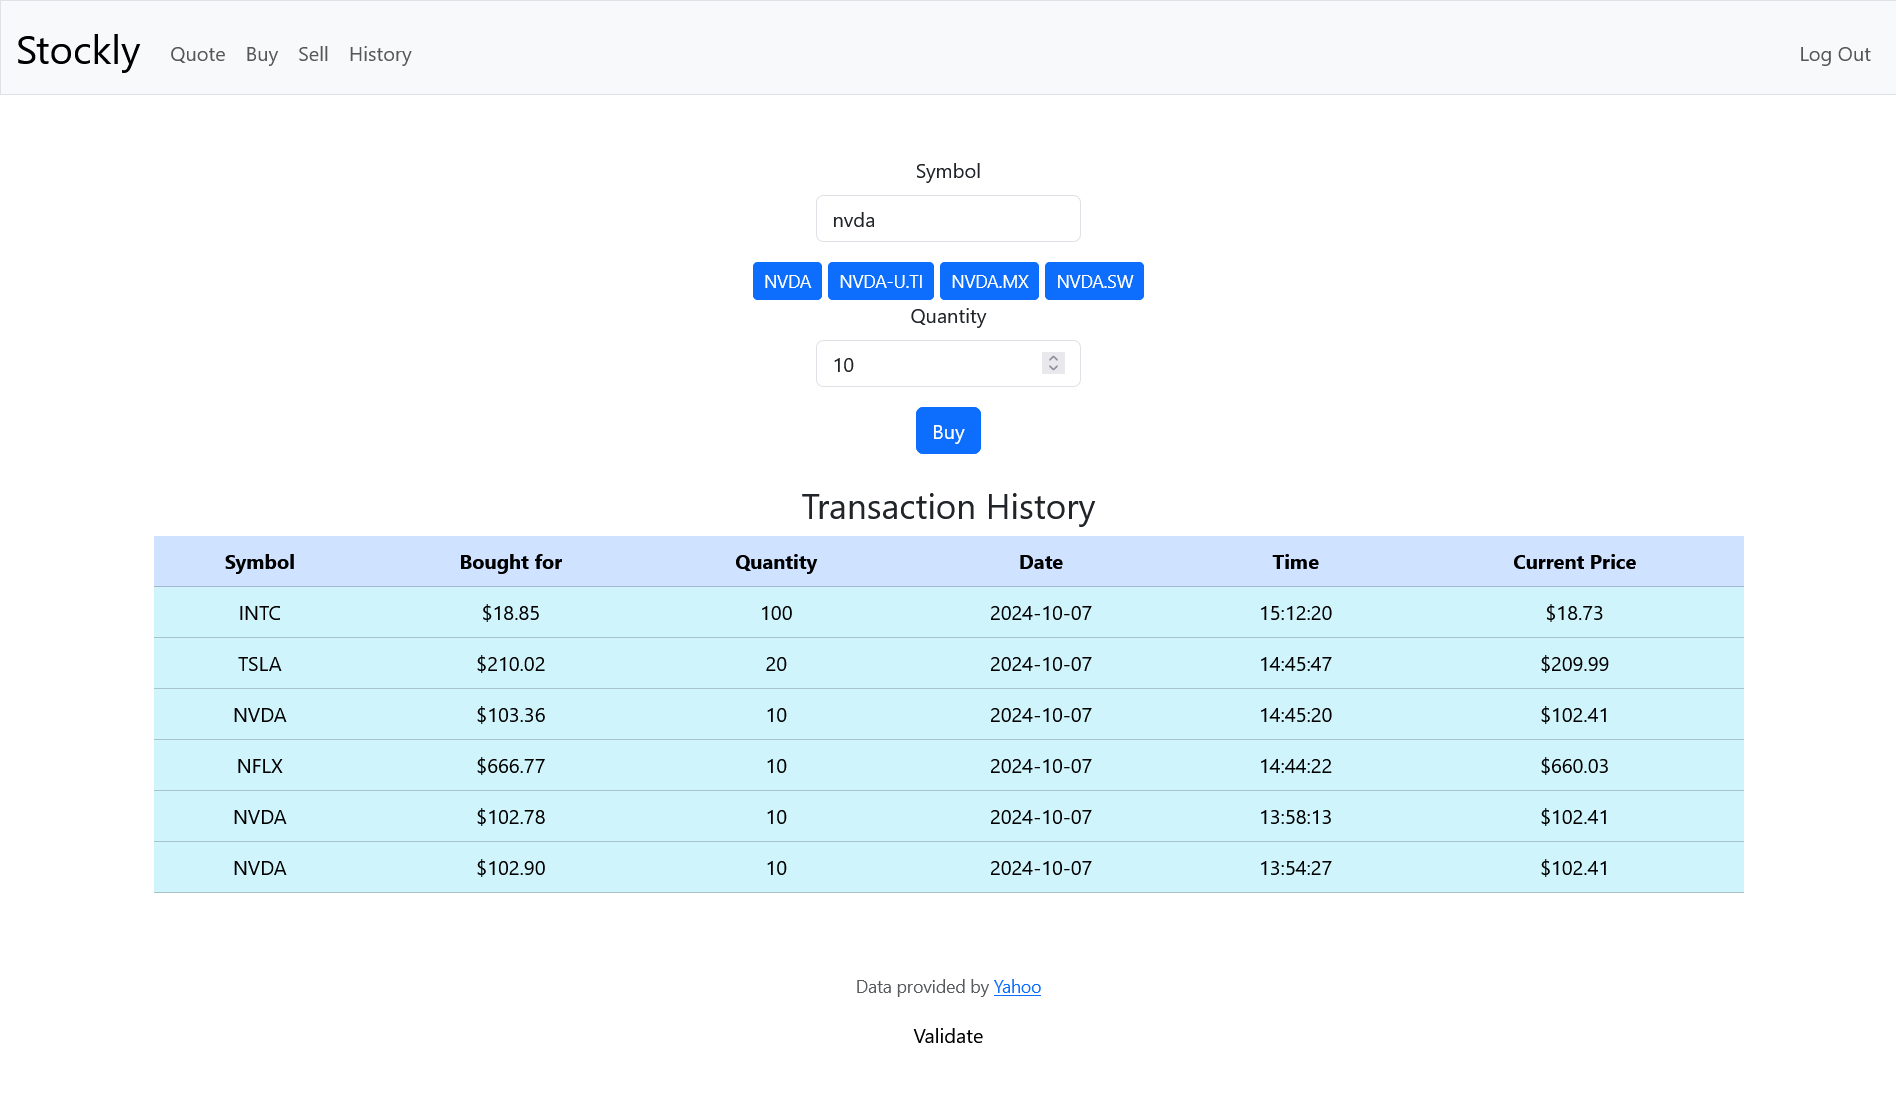 Stockly Quote Buy Sell History Log Out
Symbol
nvda
NVDA NVDA-U.TI NVDA.MX NVDA.SW
Quantity
10
Buy
Transaction History
Symbol Bought for Quantity Date Time Current Price
INTC $18.85 100 2024-10-07 15:12:20 $18.73
TSLA $210.02 20 2024-10-07 14:45:47 $209.99
NVDA $103.36 10 2024-10-07 14:45:20 $102.41
NFLX $666.77 10 2024-10-07 14:44:22 $660.03
NVDA $102.78 10 2024-10-07 13:58:13 $102.41
NVDA $102.90 10 2024-10-07 13:54:27 $102.41
Data provided by Yahoo
Validate